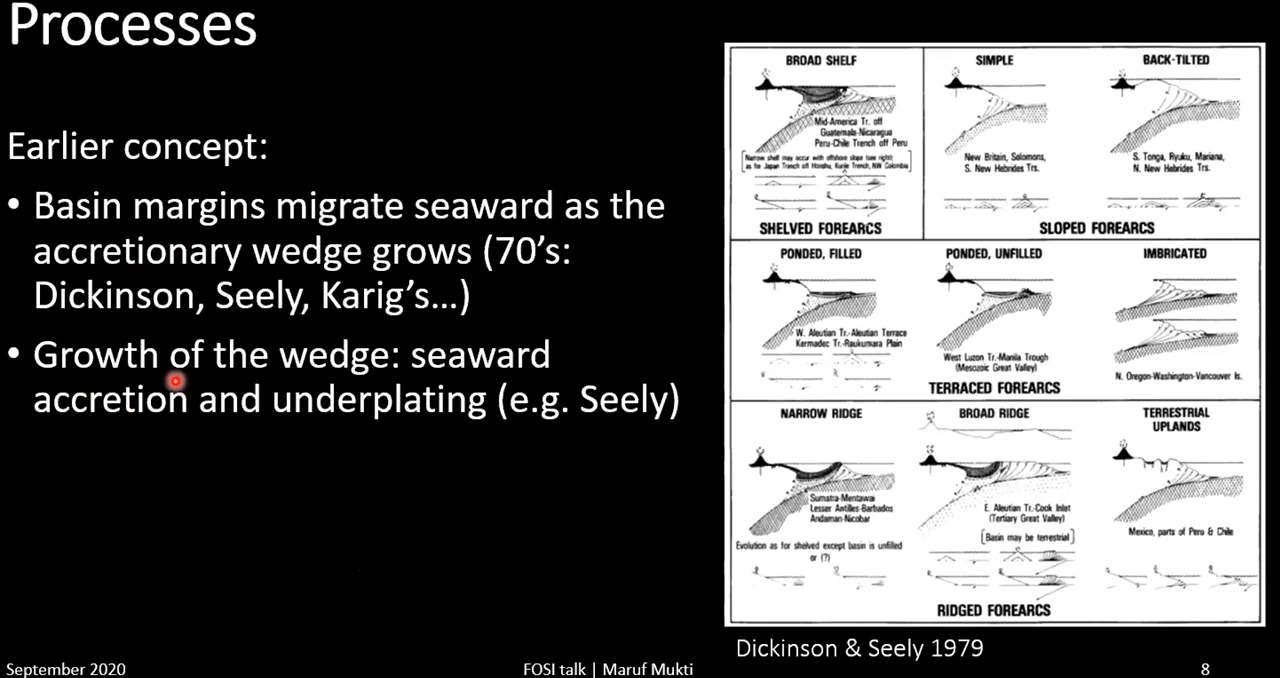 Processes
Earlier concept:
• Basin margins migrate seaward as the
accretionary wedge grows (70's:
Dickinson, Seely, Karig's...)
• Growth of the wedge: seaward
accretion and underplating (e.g. Seely)
BROAD SHELF
Mid-America Tr. off
Guatemala-Nicaragua
Peru-Chile Trench off Peru
[Narrow shelf may occur with offshore slope (see right);
as for Japan Trench off Honshu, Kurile Trench, NW Colombia]
SHELVED FOREARCS
SIMPLE
New Britain, Solomons,
S. New Hebrides Trs.
BACK-TILTED
S. Tonga, Ryuku, Mariana,
N. New Hebrides Trs.
SLOPED FOREARCS
PONDED, FILLED
W. Aleutian Tr.-Aleutian Terrace
Kermadec Tr.-Raukumara Plain
PONDED, UNFILLED
West Luzon Tr.-Manila Trough
(Mesozoic Great Valley)
IMBRICATED
N. Oregon-Washington-Vancouver Is.
TERRACED FOREARCS
NARROW RIDGE
Sumatra-Mentawai
Lesser Antilles-Barbados
Andaman-Nicobar
Evolution as for shelved except basin is unfilled
or (?)
BROAD RIDGE
E. Aleutian Tr.-Cook Inlet
(Tertiary Great Valley)
[Basin may be terrestrial]
TERRESTRIAL
UPLANDS
Mexico, parts of Peru & Chile
RIDGED FOREARCS
Dickinson & Seely 1979
September 2020
FOSI talk | Maruf Mukti
8